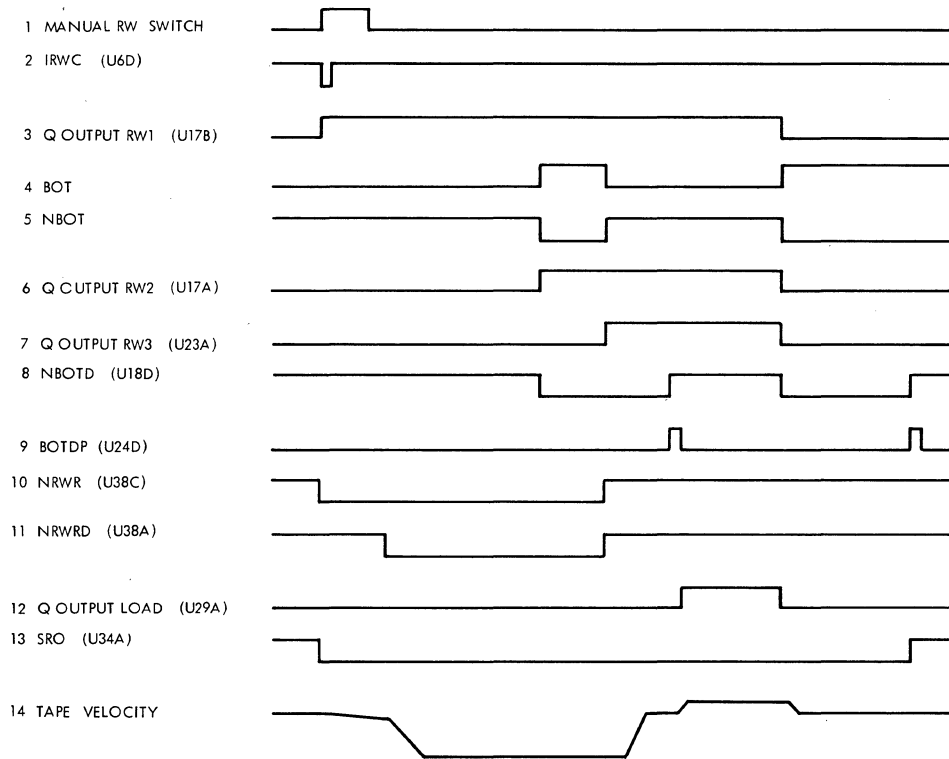 1 MANUAL RW SWITCH
2 IRWC (U6D)
3 Q OUTPUT RW1 (U17B)
4 BOT
5 NBOT
6 Q CUTPUT RW2 (U17A)
7 Q OUTPUT RW3 (U23A)
8 NBOTD (U18D)
9 BOTDP (U24D)
10 NRWR (U38C)
11 NRWRD (U38A)
12 Q OUTPUT LOAD (U29A)
13 SRO (U34A)
14 TAPE VELOCITY